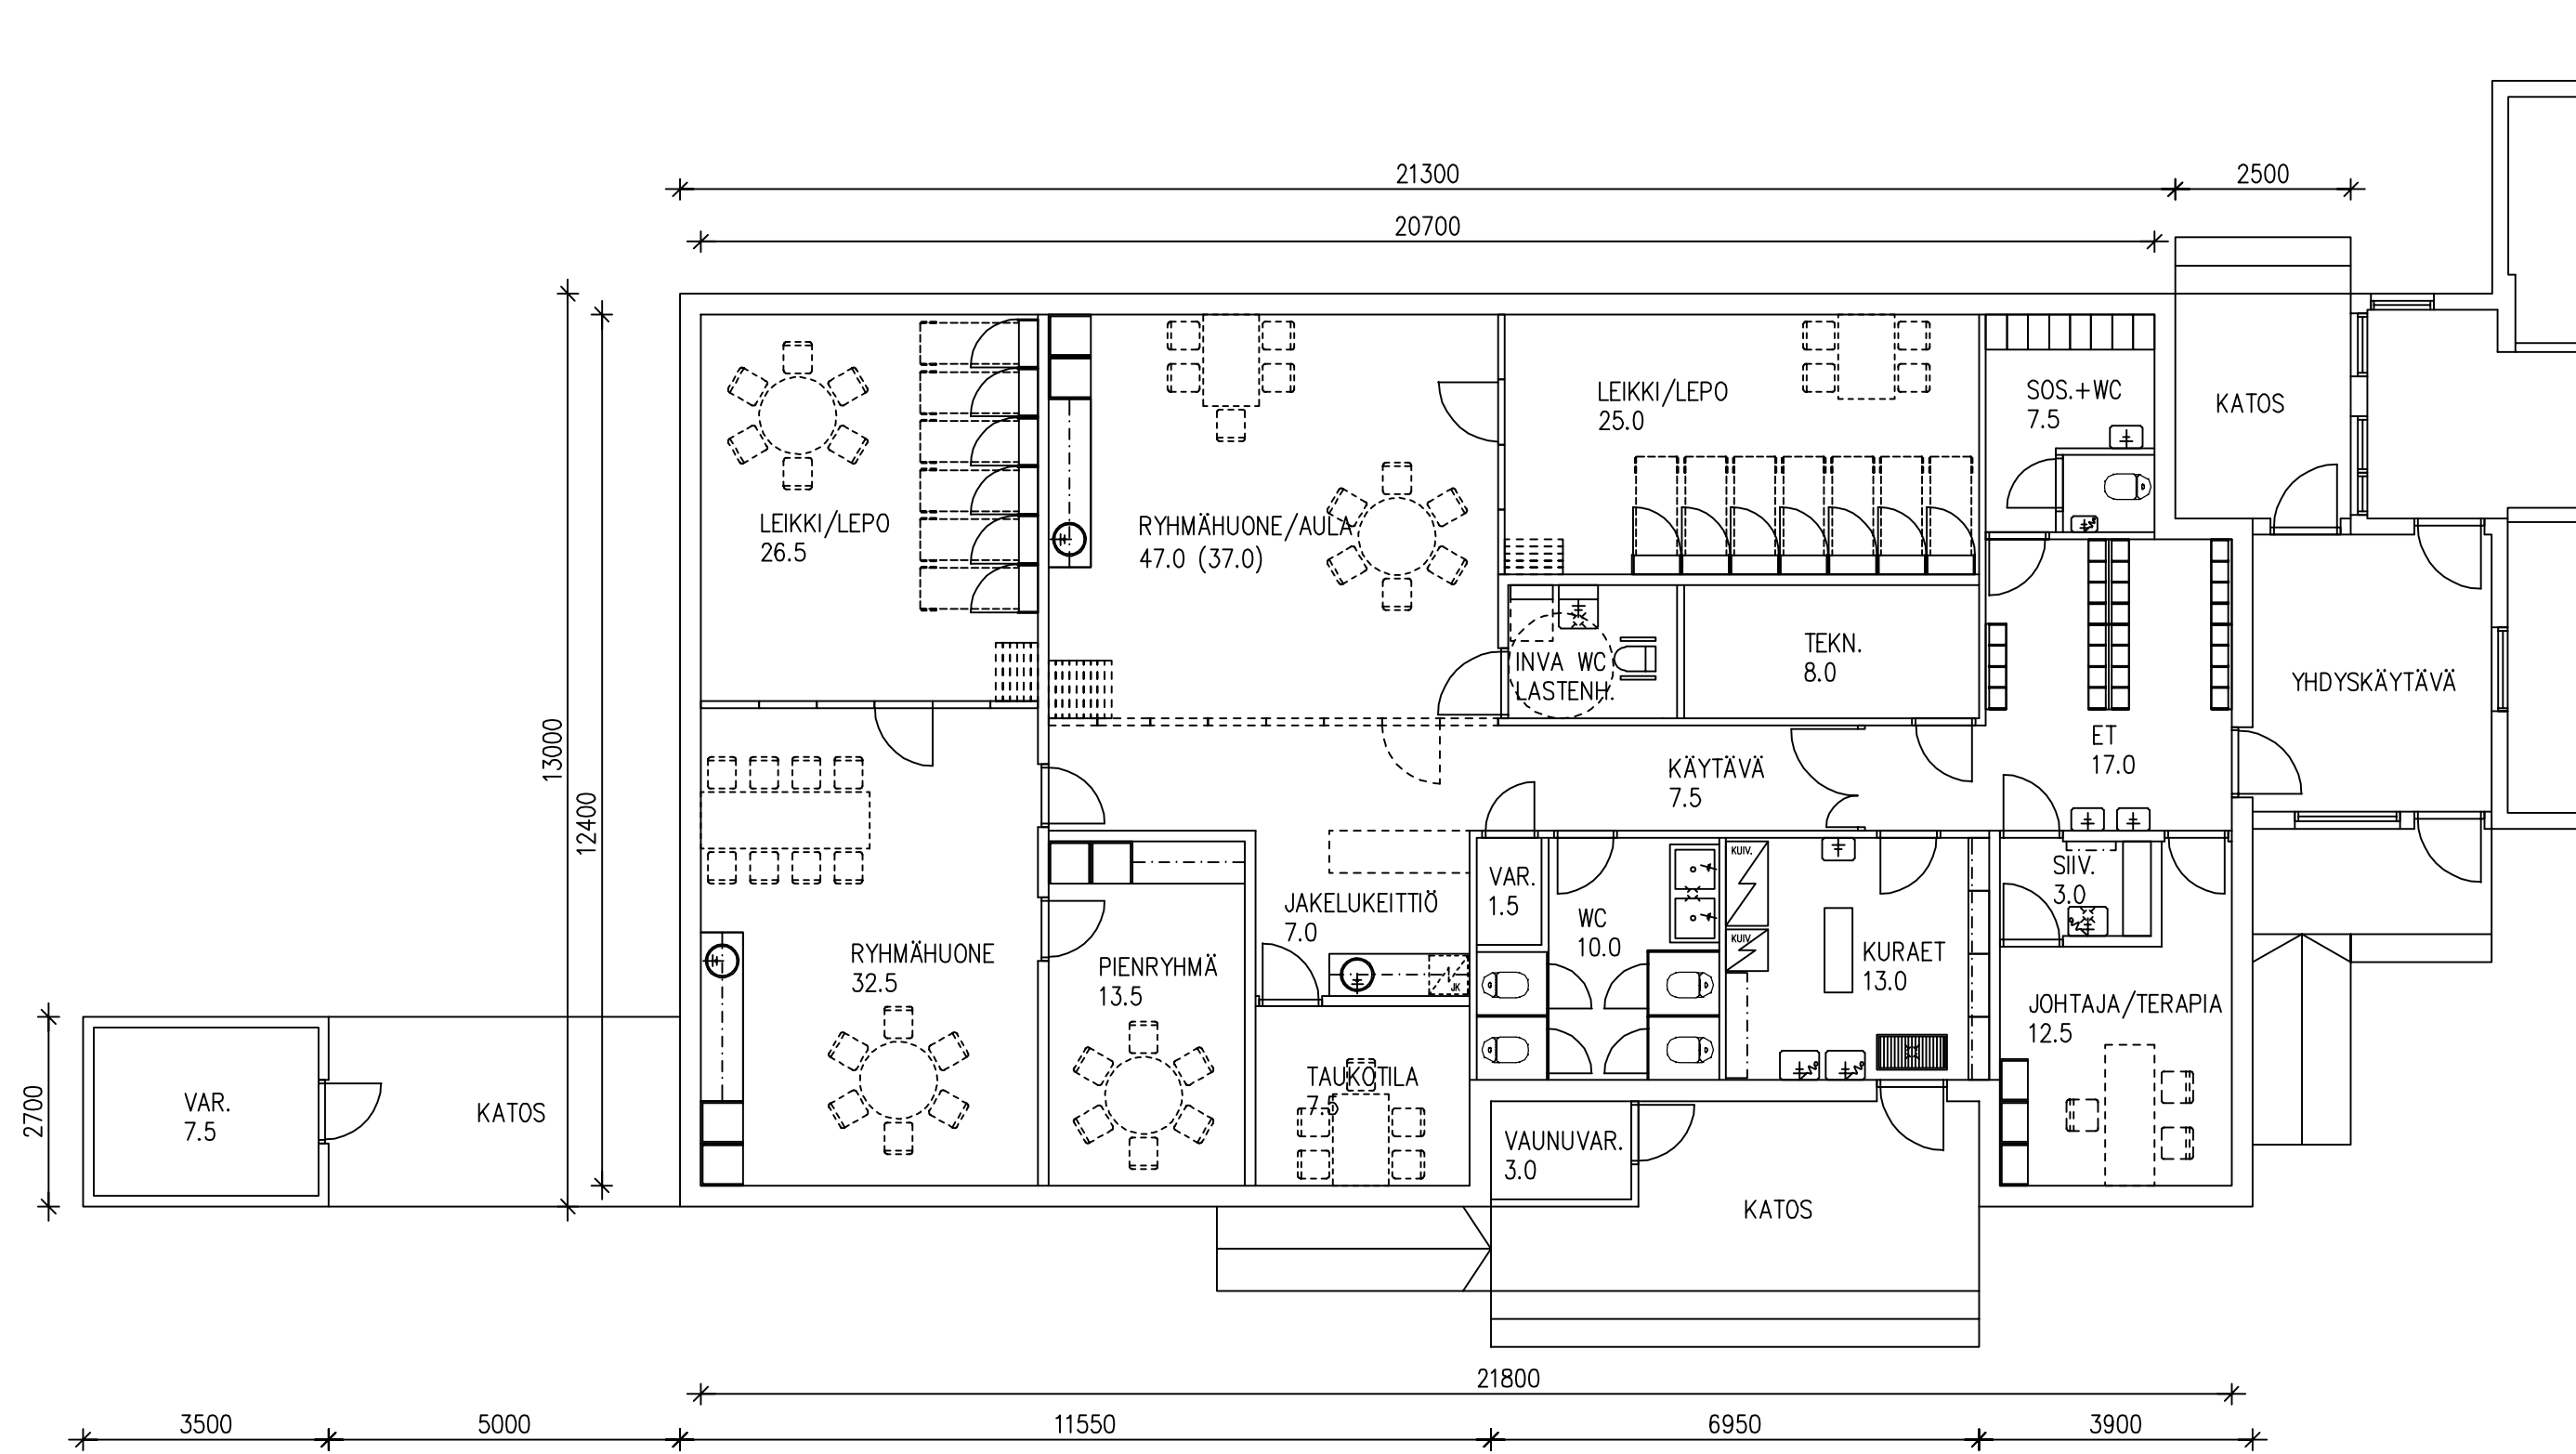 21300
2500
20700
13000
12400
2700
LEIKKI/LEPO
26.5
RYHMÄHUONE/AULA
47.0 (37.0)
LEIKKI/LEPO
25.0
SOS.+WC
7.5
KATOS
INVA WC
LASTENH.
TEKN.
8.0
YHDYSKÄYTÄVÄ
ET
17.0
KÄYTÄVÄ
7.5
JAKELUKEITTIÖ
7.0
JK
VAR.
1.5
WC
10.0
KUIV.
KUIV.
KURAET
13.0
SIIV.
3.0
RYHMÄHUONE
32.5
PIENRYHMÄ
13.5
JOHTAJA/TERAPIA
12.5
TAUKOTILA
7.5
VAR.
7.5
KATOS
VAUNUVAR.
3.0
KATOS
21800
3500
5000
11550
6950
3900